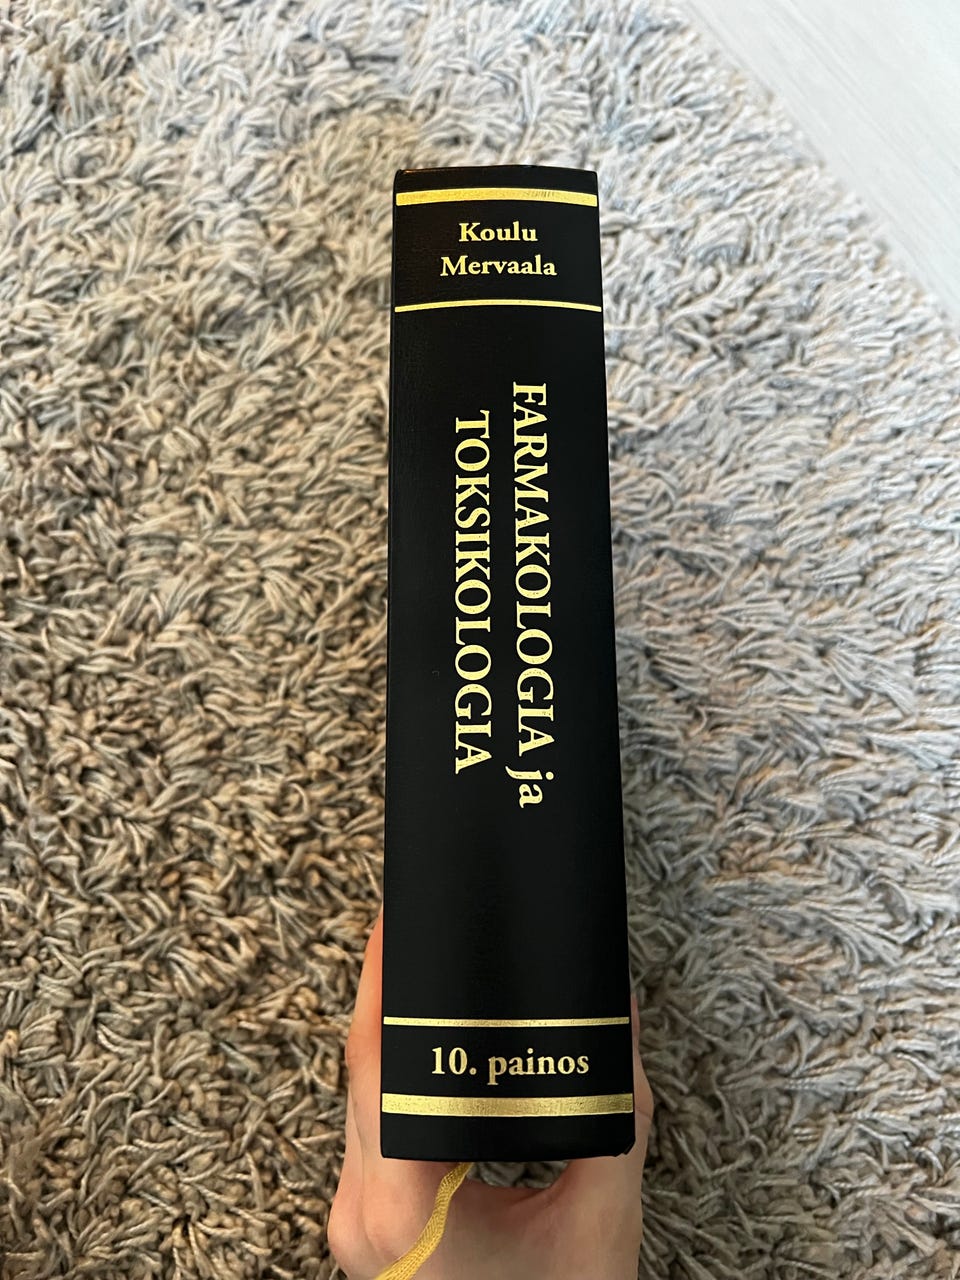 Koulu
Mervaala
FARMAKOLOGIA ja
TOKSIKOLOGIA
10. painos